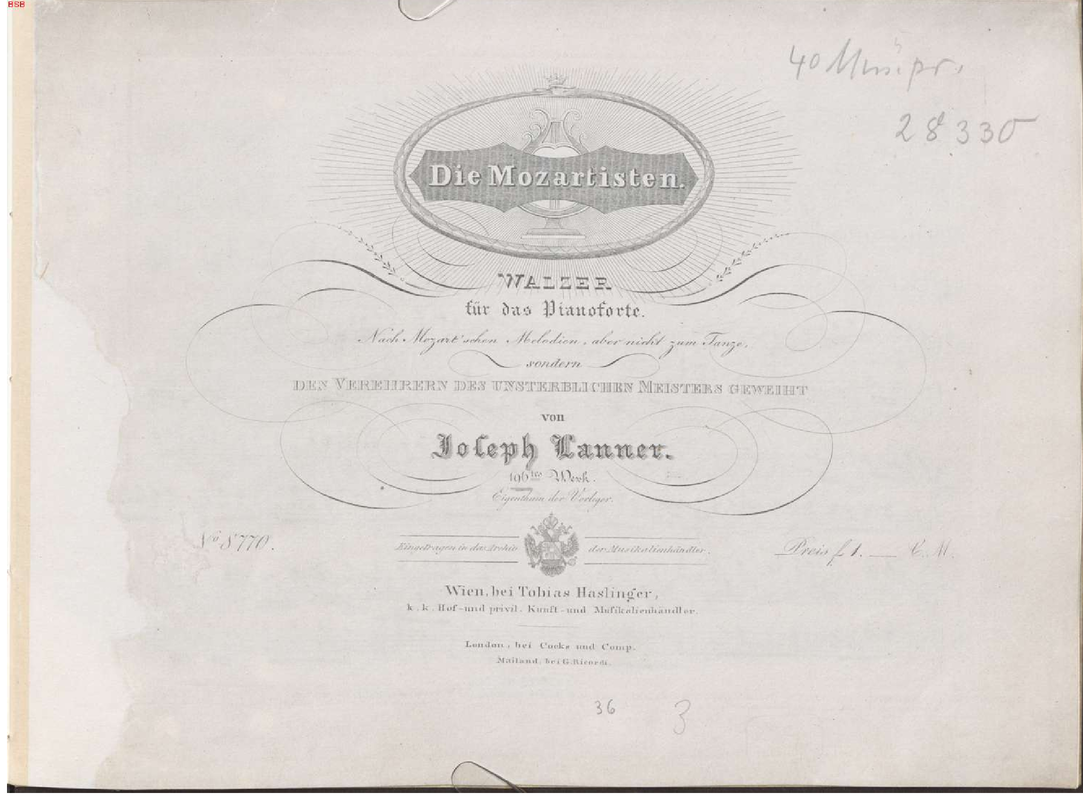 BSB
40 Mus.pr.
28330
Die Mozartisten.
WALZER
für das Pianoforte.
Nach Mozart'schen Melodien, aber nicht zum Tanze,
sondern
DEN VEREHRERN DES UNSTERBLICHEN MEISTERS GEWEIHT
von
Joseph Lanner.
196tes Werk.
Eigenthum der Verleger.
No 8770.
Eingetragen in das Archiv der Musikalienhändler.
Preis f 1. — C. M.
Wien, bei Tobias Haslinger,
k. k. Hof- und privil. Kunst- und Musikalienhändler.
London, bei Cocks und Comp.
Mailand, bei G. Ricordi.
36
3